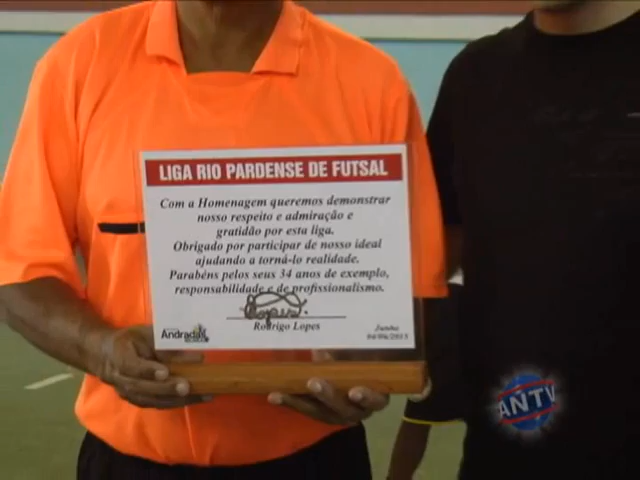 LIGA RIO PARDENSE DE FUTSAL
Com a Homenagem queremos demonstrar
nosso respeito e admiração e
gratidão por esta liga.
Obrigado por participar de nosso ideal
ajudando a torná-lo realidade.
Parabéns pelos seus 34 anos de exemplo,
responsabilidade e de profissionalismo.
Rodrigo Lopes
Andradas
ANTV